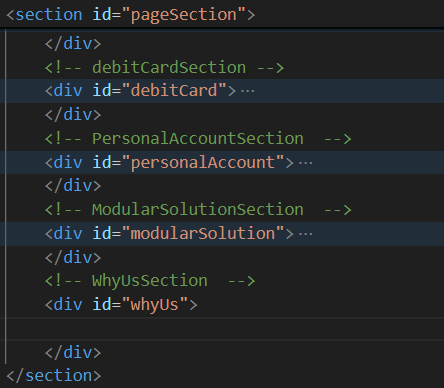 <section id="pageSection">
</div>
<!-- debitCardSection -->
<div id="debitCard">…
</div>
<!-- PersonalAccountSection  -->
<div id="personalAccount">…
</div>
<!-- ModularSolutionSection  -->
<div id="modularSolution">…
</div>
<!-- WhyUsSection  -->
<div id="whyUs">
</div>
</section>